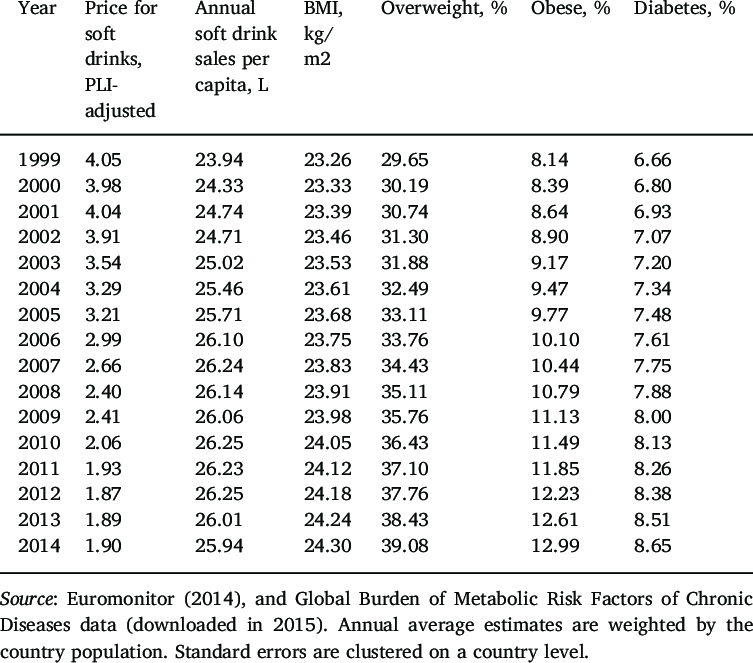 Year Price for soft drinks, PLI-adjusted Annual soft drink sales per capita, L BMI, kg/m2 Overweight, % Obese, % Diabetes, %
1999 4.05 23.94 23.26 29.65 8.14 6.66
2000 3.98 24.33 23.33 30.19 8.39 6.80
2001 4.04 24.74 23.39 30.74 8.64 6.93
2002 3.91 24.71 23.46 31.30 8.90 7.07
2003 3.54 25.02 23.53 31.88 9.17 7.20
2004 3.29 25.46 23.61 32.49 9.47 7.34
2005 3.21 25.71 23.68 33.11 9.77 7.48
2006 2.99 26.10 23.75 33.76 10.10 7.61
2007 2.66 26.24 23.83 34.43 10.44 7.75
2008 2.40 26.14 23.91 35.11 10.79 7.88
2009 2.41 26.06 23.98 35.76 11.13 8.00
2010 2.06 26.25 24.05 36.43 11.49 8.13
2011 1.93 26.23 24.12 37.10 11.85 8.26
2012 1.87 26.25 24.18 37.76 12.23 8.38
2013 1.89 26.01 24.24 38.43 12.61 8.51
2014 1.90 25.94 24.30 39.08 12.99 8.65
Source: Euromonitor (2014), and Global Burden of Metabolic Risk Factors of Chronic
Diseases data (downloaded in 2015). Annual average estimates are weighted by the
country population. Standard errors are clustered on a country level.